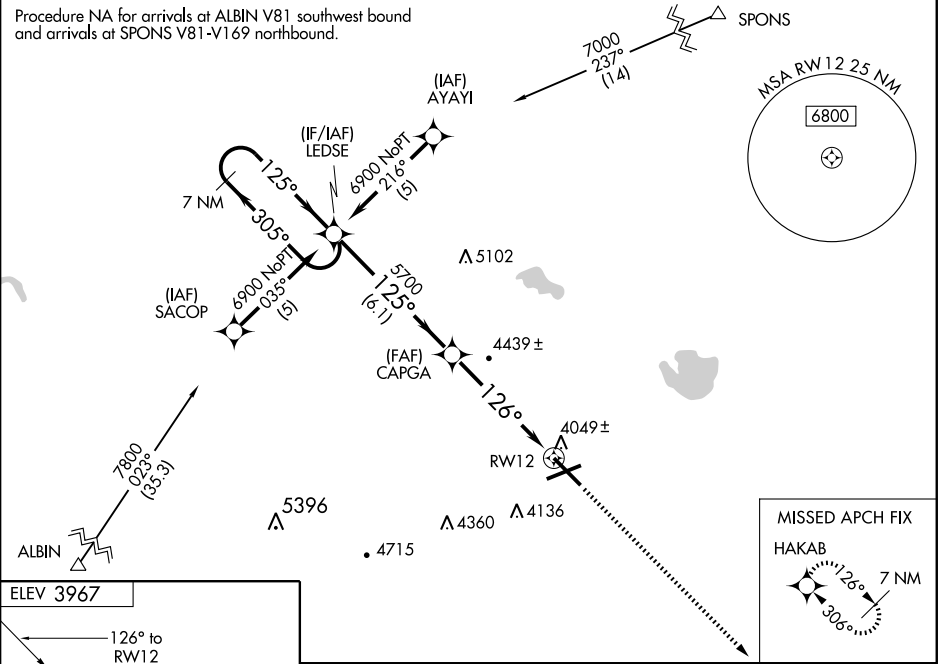 Procedure NA for arrivals at ALBIN V81 southwest bound
and arrivals at SPONS V81-V169 northbound.
SPONS
7000
237°
(14)
MSA RW12 25 NM
6800
(IAF)
AYAYI
(IF/IAF)
LEDSE
6900 NoPT
216°
(5)
125°
7 NM
305°
6900 NoPT
035°
(5)
(IAF)
SACOP
5102
5700
125°
(6.1)
4439±
(FAF)
CAPGA
126°
4049±
RW12
7800
023°
(35.3)
5396
4360
4136
4715
ALBIN
MISSED APCH FIX
HAKAB
126°
7 NM
306°
ELEV 3967
126° to
RW12